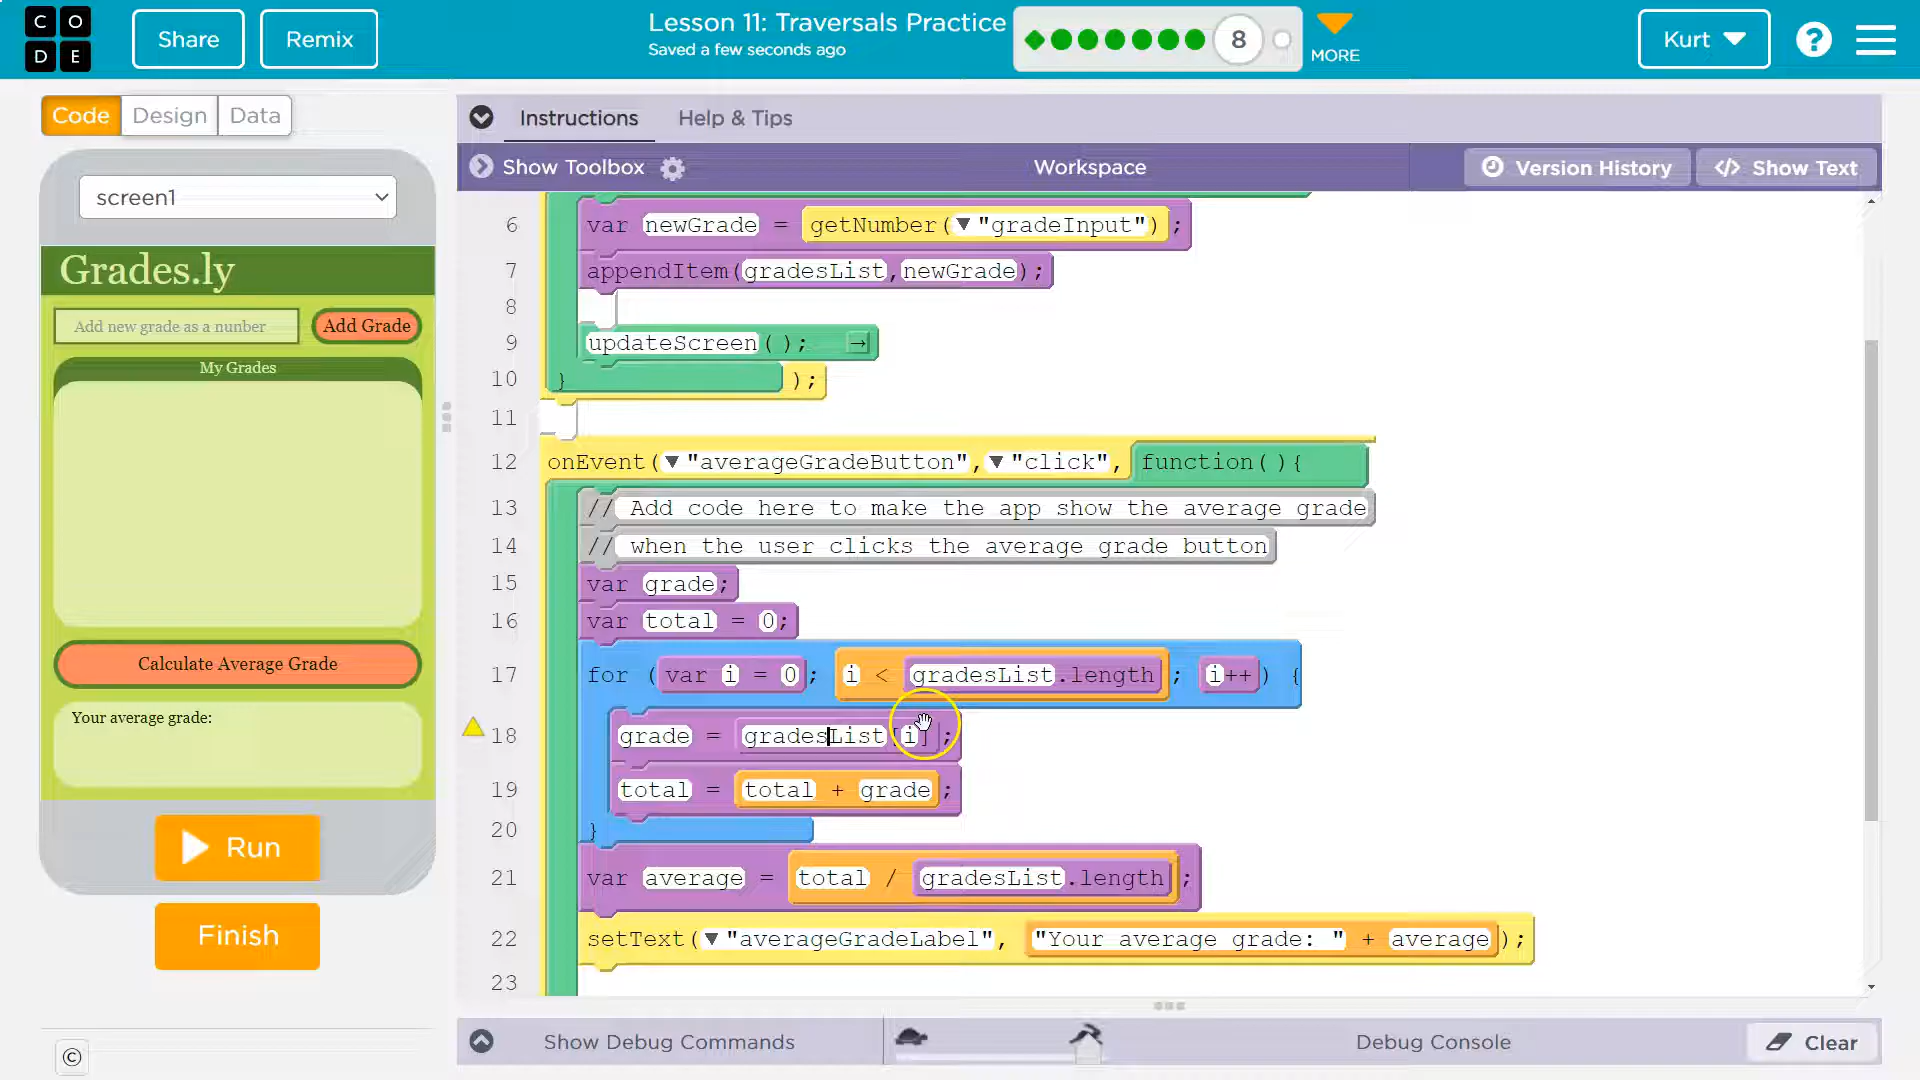 CODE
Share
Remix
Lesson 11: Traversals Practice
Saved a few seconds ago
8
MORE
Kurt
?
Code
Design
Data
Instructions
Help & Tips
Show Toolbox
Workspace
Version History
</> Show Text
screen1
Grades.ly
Add new grade as a nunber
Add Grade
My Grades
Calculate Average Grade
Your average grade:
Run
Finish
©
6 var newGrade = getNumber(▼"gradeInput");
7 appendItem(gradesList,newGrade);
8
9 updateScreen(); →
10 } );
11
12 onEvent(▼"averageGradeButton",▼"click", function(){
13 // Add code here to make the app show the average grade
14 // when the user clicks the average grade button
15 var grade;
16 var total = 0;
17 for (var i = 0; i < gradesList.length; i++) {
18 grade = gradesList[i];
19 total = total + grade;
20 }
21 var average = total / gradesList.length;
22 setText(▼"averageGradeLabel", "Your average grade: " + average);
23
Show Debug Commands
Debug Console
Clear